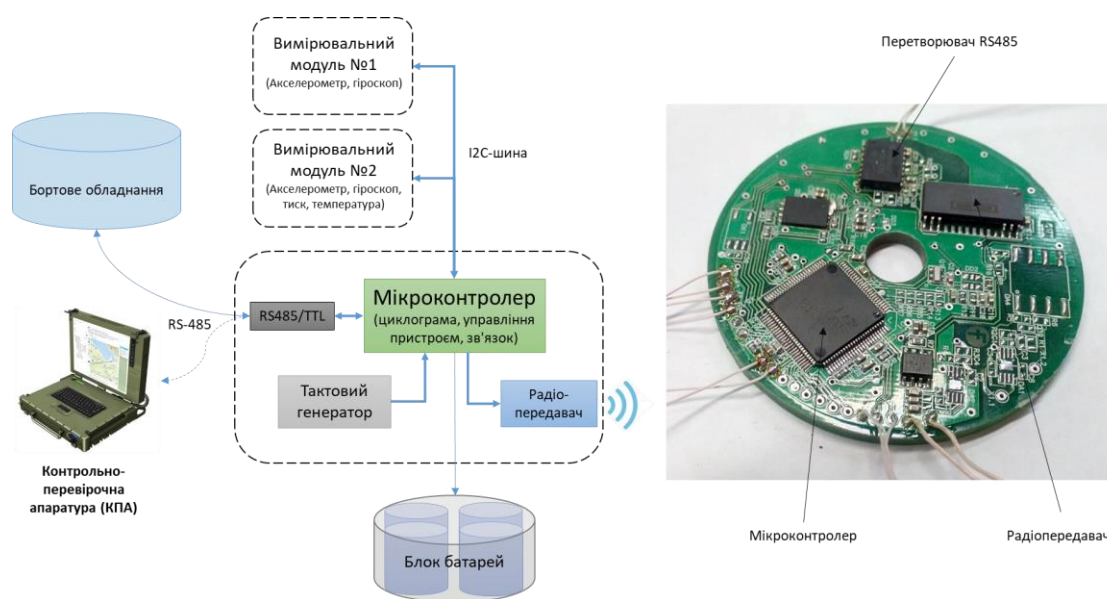 Вимірювальний
модуль №1
(Акселерометр, гіроскоп)
Вимірювальний
модуль №2
(Акселерометр, гіроскоп,
тиск, температура)
I2C-шина
Бортове обладнання
RS-485
RS485/TTL
Мікроконтролер
(циклограма, управління
пристроєм, зв'язок)
Тактовий
генератор
Радіо-
передавач
Контрольно-
перевірочна
апаратура (КПА)
Блок батарей
Перетворювач RS485
Мікроконтролер
Радіопередавач